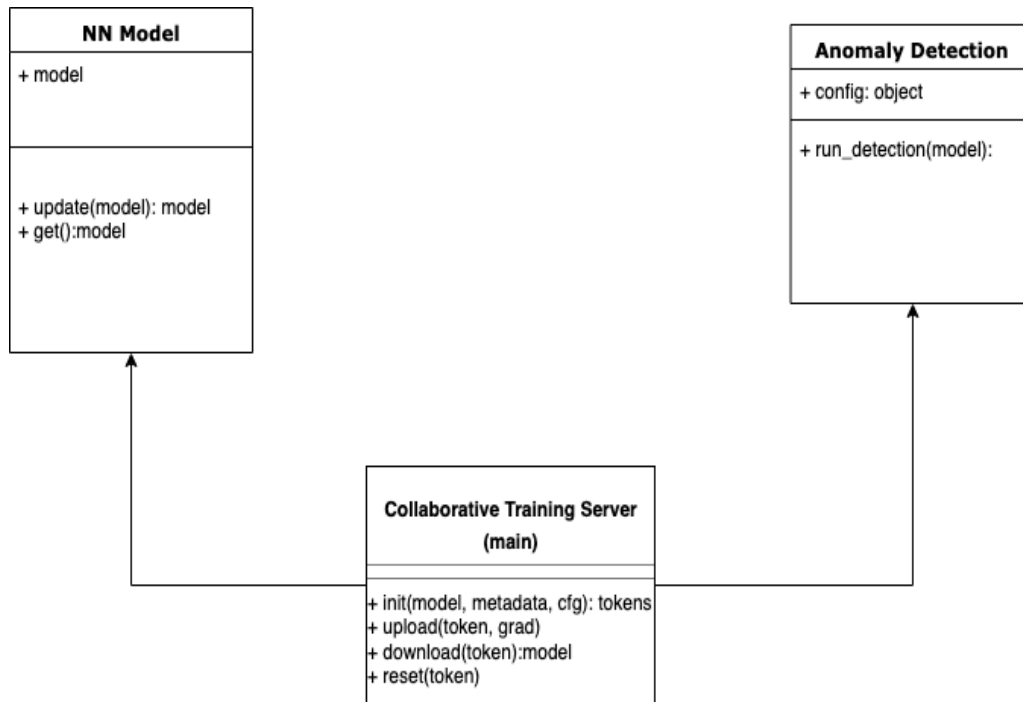 NN Model
+ model
+ update(model): model
+ get():model
Anomaly Detection
+ config: object
+ run_detection(model):
Collaborative Training Server
(main)
+ init(model, metadata, cfg): tokens
+ upload(token, grad)
+ download(token):model
+ reset(token)